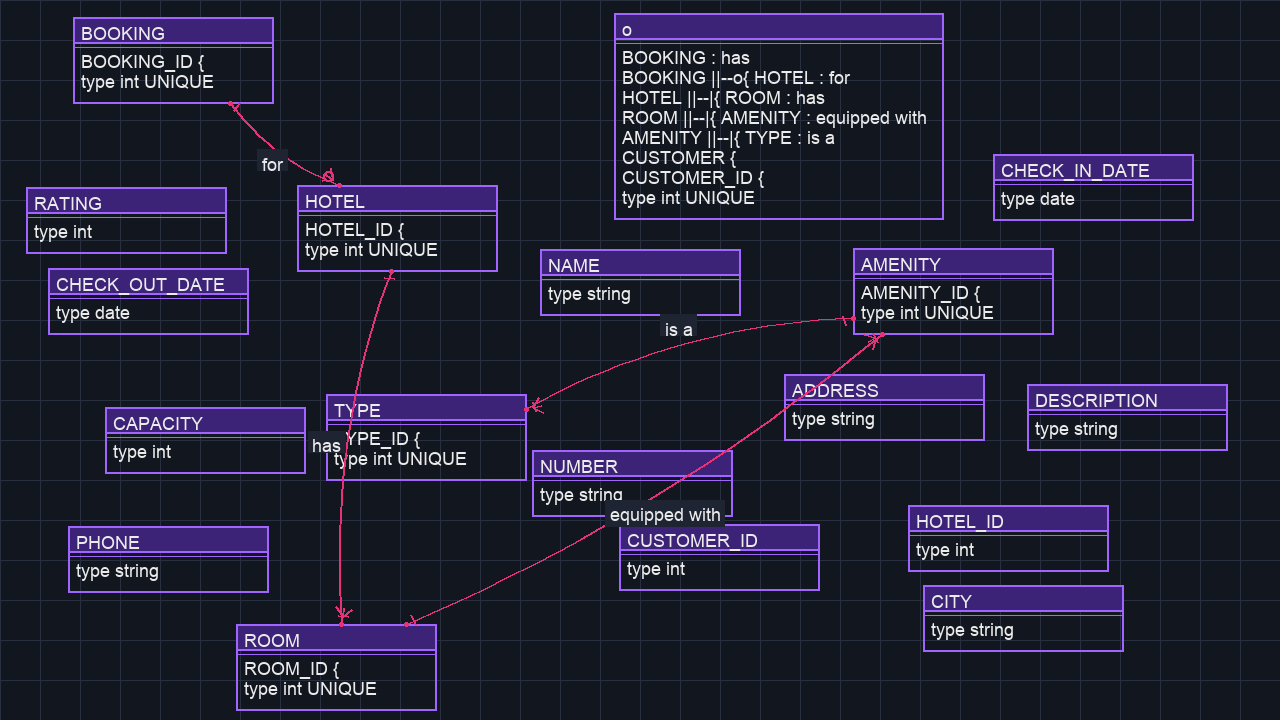 BOOKING
BOOKING_ID {
type int UNIQUE
o
BOOKING : has
BOOKING ||--o{ HOTEL : for
HOTEL ||--|{ ROOM : has
ROOM ||--|{ AMENITY : equipped with
AMENITY ||--|{ TYPE : is a
CUSTOMER {
CUSTOMER_ID {
type int UNIQUE
CHECK_IN_DATE
type date
for
RATING
type int
HOTEL
HOTEL_ID {
type int UNIQUE
CHECK_OUT_DATE
type date
NAME
type string
AMENITY
AMENITY_ID {
type int UNIQUE
is a
ADDRESS
type string
DESCRIPTION
type string
TYPE
YPE_ID {
type int UNIQUE
CAPACITY
type int
has
NUMBER
type string
equipped with
CUSTOMER_ID
type int
HOTEL_ID
type int
PHONE
type string
CITY
type string
ROOM
ROOM_ID {
type int UNIQUE